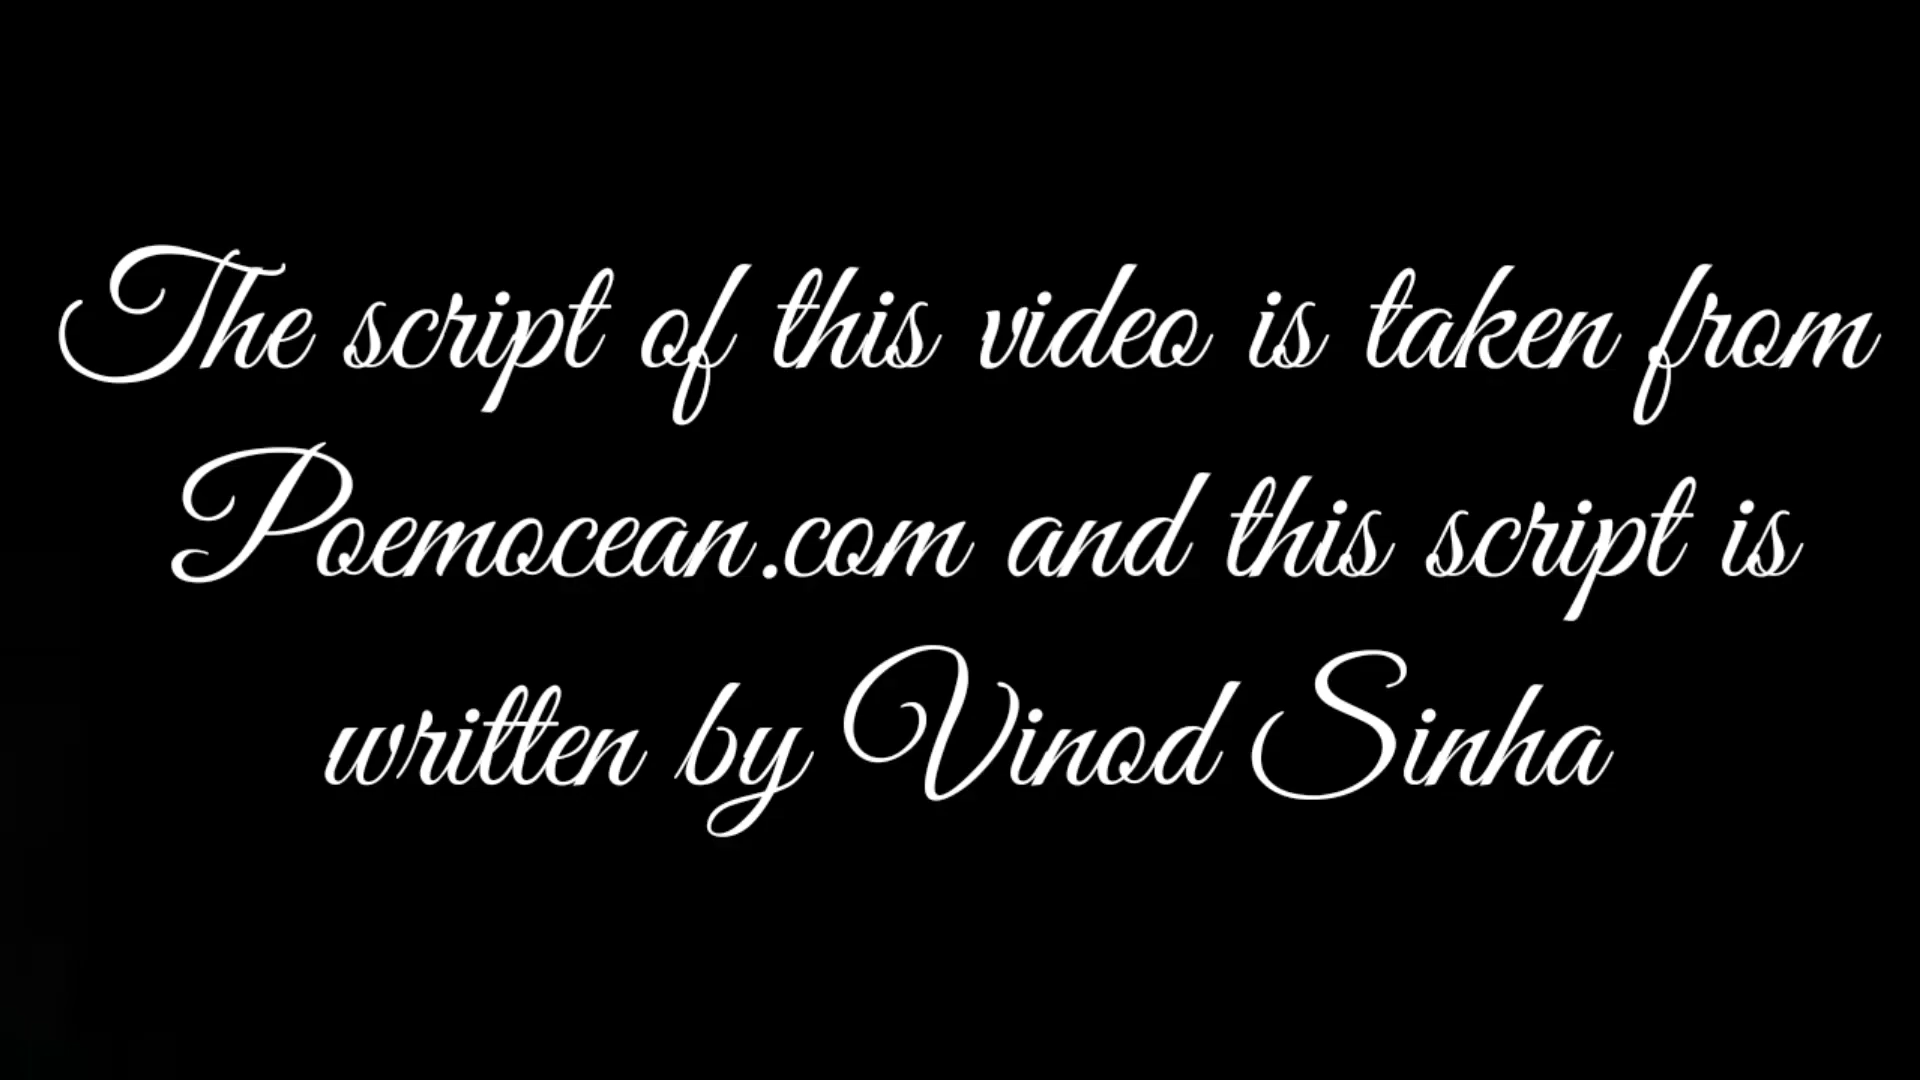 The script of this video is taken from
Poemocean.com and this script is
written by Vinod Sinha